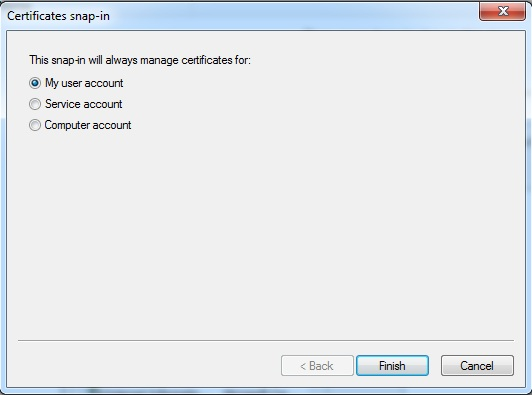 Certificates snap-in
This snap-in will always manage certificates for:
My user account
Service account
Computer account
< Back Finish Cancel